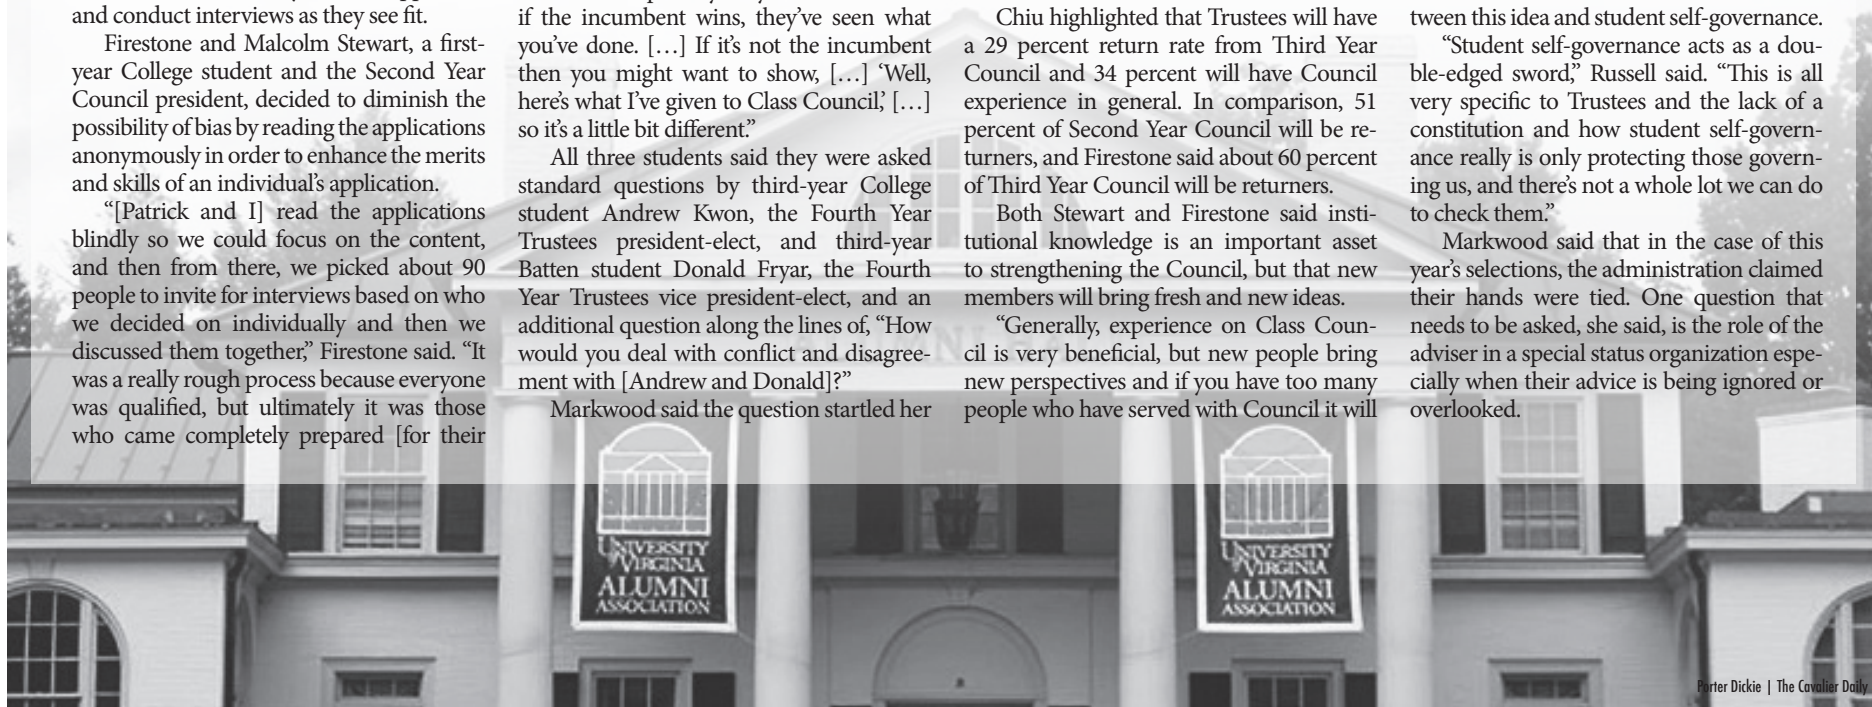 and conduct interviews as they see fit.
Firestone and Malcolm Stewart, a first-
year College student and the Second Year
Council president, decided to diminish the
possibility of bias by reading the applications
anonymously in order to enhance the merits
and skills of an individual's application.
“[Patrick and I] read the applications
blindly so we could focus on the content,
and then from there, we picked about 90
people to invite for interviews based on who
we decided on individually and then we
discussed them together,” Firestone said. “It
was a really rough process because everyone
was qualified, but ultimately it was those
who came completely prepared [for their
if the incumbent wins, they’ve seen what
you’ve done. […] If it’s not the incumbent
then you might want to show, […] ‘Well,
here’s what I’ve given to Class Council,’ […]
so it’s a little bit different.”
All three students said they were asked
standard questions by third-year College
student Andrew Kwon, the Fourth Year
Trustees president-elect, and third-year
Batten student Donald Fryar, the Fourth
Year Trustees vice president-elect, and an
additional question along the lines of, “How
would you deal with conflict and disagree-
ment with [Andrew and Donald]?”
Markwood said the question startled her
Chiu highlighted that Trustees will have
a 29 percent return rate from Third Year
Council and 34 percent will have Council
experience in general. In comparison, 51
percent of Second Year Council will be re-
turners, and Firestone said about 60 percent
of Third Year Council will be returners.
Both Stewart and Firestone said insti-
tutional knowledge is an important asset
to strengthening the Council, but that new
members will bring fresh and new ideas.
“Generally, experience on Class Coun-
cil is very beneficial, but new people bring
new perspectives and if you have too many
people who have served with Council it will
tween this idea and student self-governance.
“Student self-governance acts as a dou-
ble-edged sword,” Russell said. “This is all
very specific to Trustees and the lack of a
constitution and how student self-govern-
ance really is only protecting those govern-
ing us, and there’s not a whole lot we can do
to check them.”
Markwood said that in the case of this
year’s selections, the administration claimed
their hands were tied. One question that
needs to be asked, she said, is the role of the
adviser in a special status organization espe-
cially when their advice is being ignored or
overlooked.
UNIVERSITY
of VIRGINIA
ALUMNI
ASSOCIATION
UNIVERSITY
of VIRGINIA
ALUMNI
ASSOCIATION
Porter Dickie | The Cavalier Daily